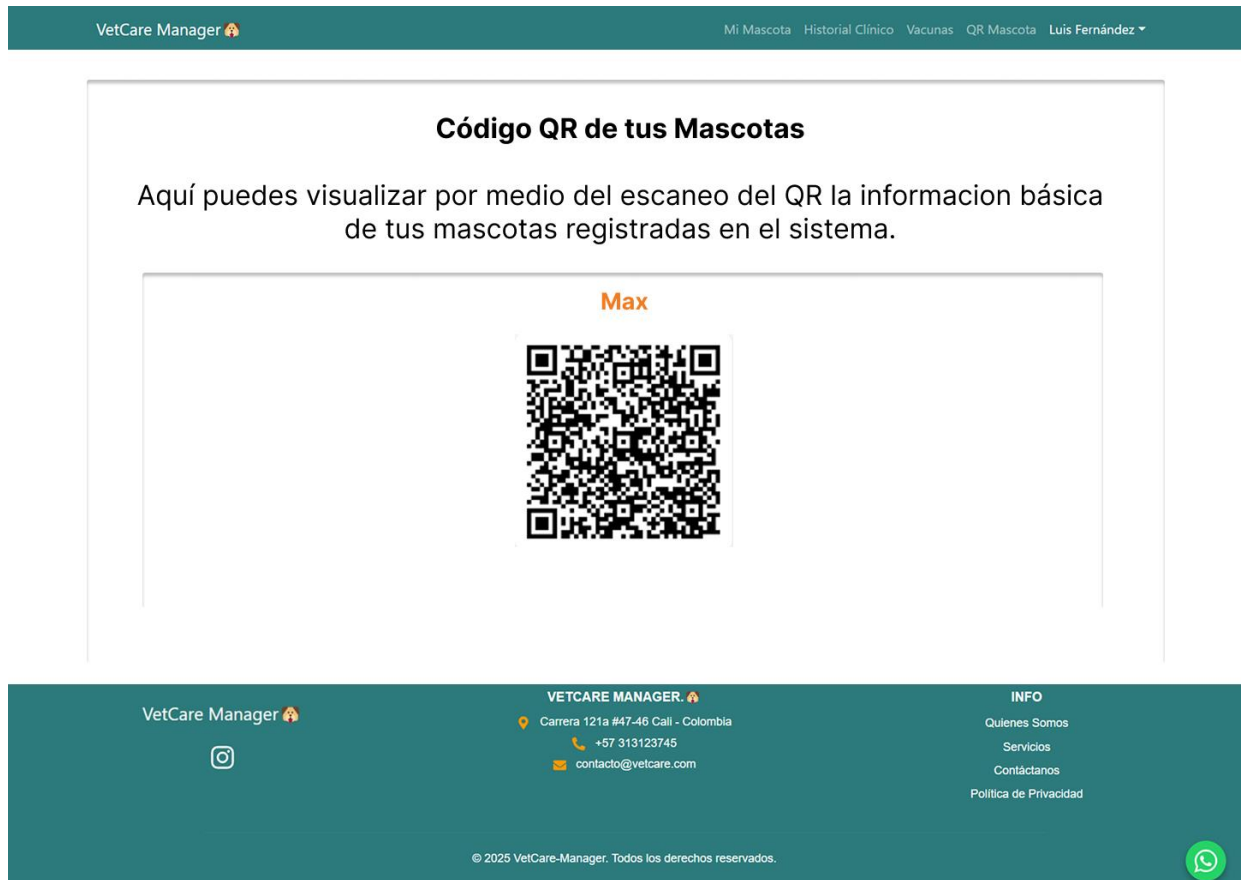 VetCare Manager
Mi Mascota Historial Clínico Vacunas QR Mascota Luis Fernández
Código QR de tus Mascotas
Aquí puedes visualizar por medio del escaneo del QR la informacion básica
de tus mascotas registradas en el sistema.
Max
VetCare Manager
VETCARE MANAGER.
Carrera 121a #47-46 Cali - Colombia
+57 313123745
contacto@vetcare.com
INFO
Quienes Somos
Servicios
Contáctanos
Política de Privacidad
© 2025 VetCare-Manager. Todos los derechos reservados.